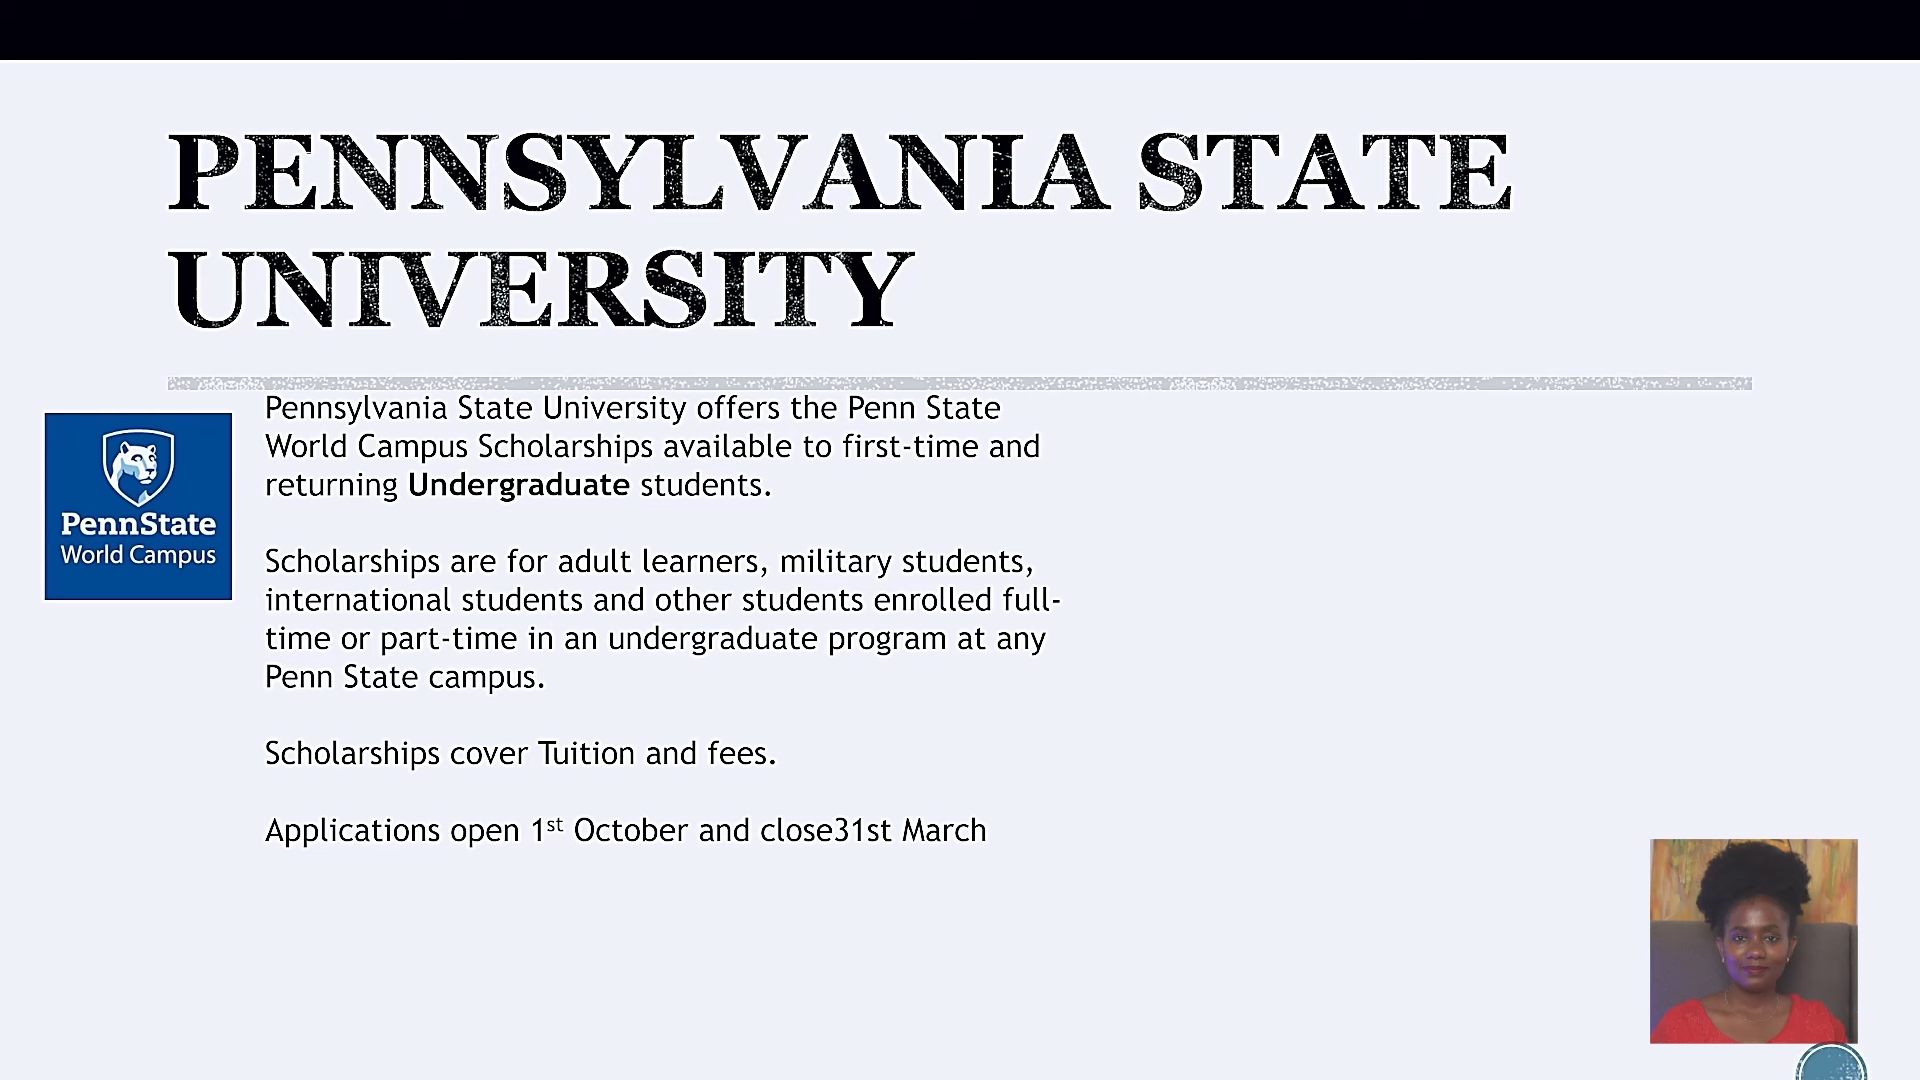 PENNSYLVANIA STATE
UNIVERSITY
PennState
World Campus
Pennsylvania State University offers the Penn State
World Campus Scholarships available to first-time and
returning Undergraduate students.
Scholarships are for adult learners, military students,
international students and other students enrolled full-
time or part-time in an undergraduate program at any
Penn State campus.
Scholarships cover Tuition and fees.
Applications open 1st October and close31st March